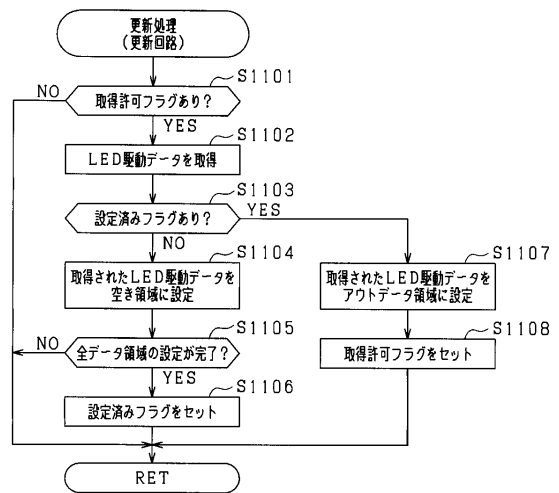 更新処理
(更新回路)
S1101
取得許可フラグあり?
NO
YES
S1102
LED駆動データを取得
S1103
設定済みフラグあり?
YES
NO
S1104
取得されたLED駆動データを
空き領域に設定
S1107
取得されたLED駆動データを
アウトデータ領域に設定
S1105
全データ領域の設定が完了?
NO
YES
S1108
取得許可フラグをセット
S1106
設定済みフラグをセット
RET